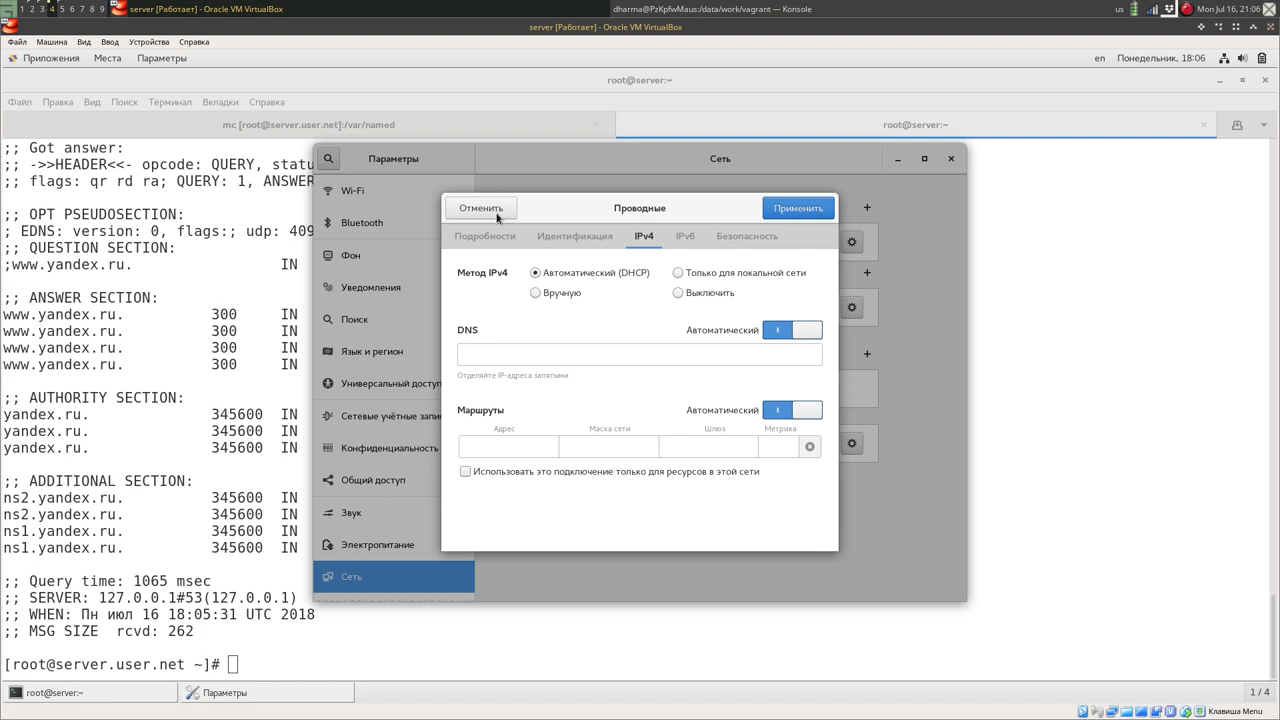 1 2 3 4 5 6 7 8 9
server [Работает] - Oracle VM VirtualBox
dharma@PzKpfwMaus:/data/work/vagrant — Konsole
us
Mon Jul 16, 21:06
server [Работает] - Oracle VM VirtualBox
Файл Машина Вид Ввод Устройства Справка
Приложения Места Параметры
en Понедельник, 18:06
root@server:~
Файл Правка Вид Поиск Терминал Вкладки Справка
mc [root@server.user.net]:/var/named
root@server:~
;; Got answer:
;; ->>HEADER<<- opcode: QUERY, statu
;; flags: qr rd ra; QUERY: 1, ANSWER
;; OPT PSEUDOSECTION:
; EDNS: version: 0, flags:; udp: 409
;; QUESTION SECTION:
;www.yandex.ru. IN
;; ANSWER SECTION:
www.yandex.ru. 300 IN
www.yandex.ru. 300 IN
www.yandex.ru. 300 IN
www.yandex.ru. 300 IN
;; AUTHORITY SECTION:
yandex.ru. 345600 IN
yandex.ru. 345600 IN
yandex.ru. 345600 IN
;; ADDITIONAL SECTION:
ns2.yandex.ru. 345600 IN
ns2.yandex.ru. 345600 IN
ns1.yandex.ru. 345600 IN
ns1.yandex.ru. 345600 IN
;; Query time: 1065 msec
;; SERVER: 127.0.0.1#53(127.0.0.1)
;; WHEN: Пн июл 16 18:05:31 UTC 2018
;; MSG SIZE rcvd: 262
[root@server.user.net ~]#
Параметры
Сеть
Wi-Fi
Bluetooth
Фон
Уведомления
Поиск
Язык и регион
Универсальный доступ
Сетевые учётные запис
Конфиденциальность
Общий доступ
Звук
Электропитание
Сеть
Отменить
Проводные
Применить
Подробности Идентификация IPv4 IPv6 Безопасность
Метод IPv4
Автоматический (DHCP)
Только для локальной сети
Вручную
Выключить
DNS
Автоматический
Отделяйте IP-адреса запятыми
Маршруты
Автоматический
Адрес Маска сети Шлюз Метрика
Использовать это подключение только для ресурсов в этой сети
root@server:~
Параметры
1 / 4
Клавиша Menu